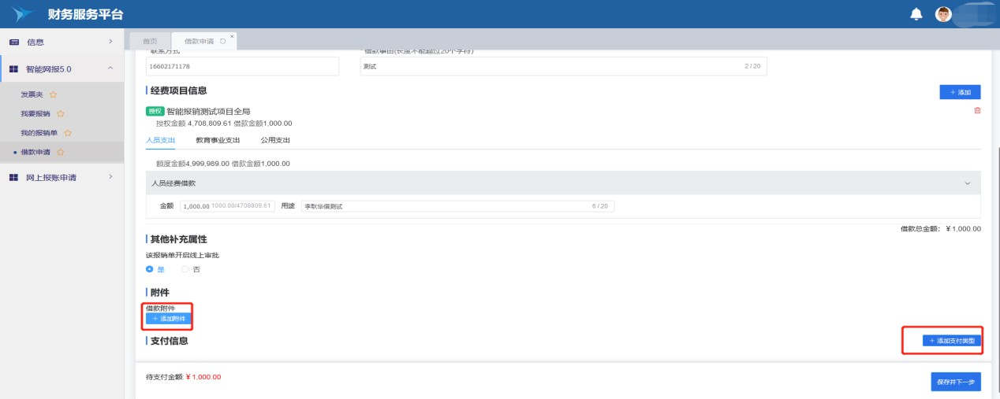 财务服务平台
信息
智能网报5.0
发票夹
我要报销
我的报销单
借款申请
网上报账申请
首页
借款申请
联系方式
*借款事由(长度不能超过20个字符)
16602171178
测试
2 / 20
经费项目信息
+ 添加
授权 智能报销测试项目全局
授权金额 4,708,809.61 借款金额1,000.00
人员支出 教育事业支出 公用支出
额度金额4,999,989.00 借款金额1,000.00
人员经费借款
金额 1,000.00 1000.00/4708809.61 用途 李耿华借测试 6 / 20
借款总金额: ¥ 1,000.00
其他补充属性
该报销单开启线上审批
是 否
附件
借款附件
+ 添加附件
支付信息
+ 添加支付类型
待支付金额: ¥ 1,000.00
保存并下一步